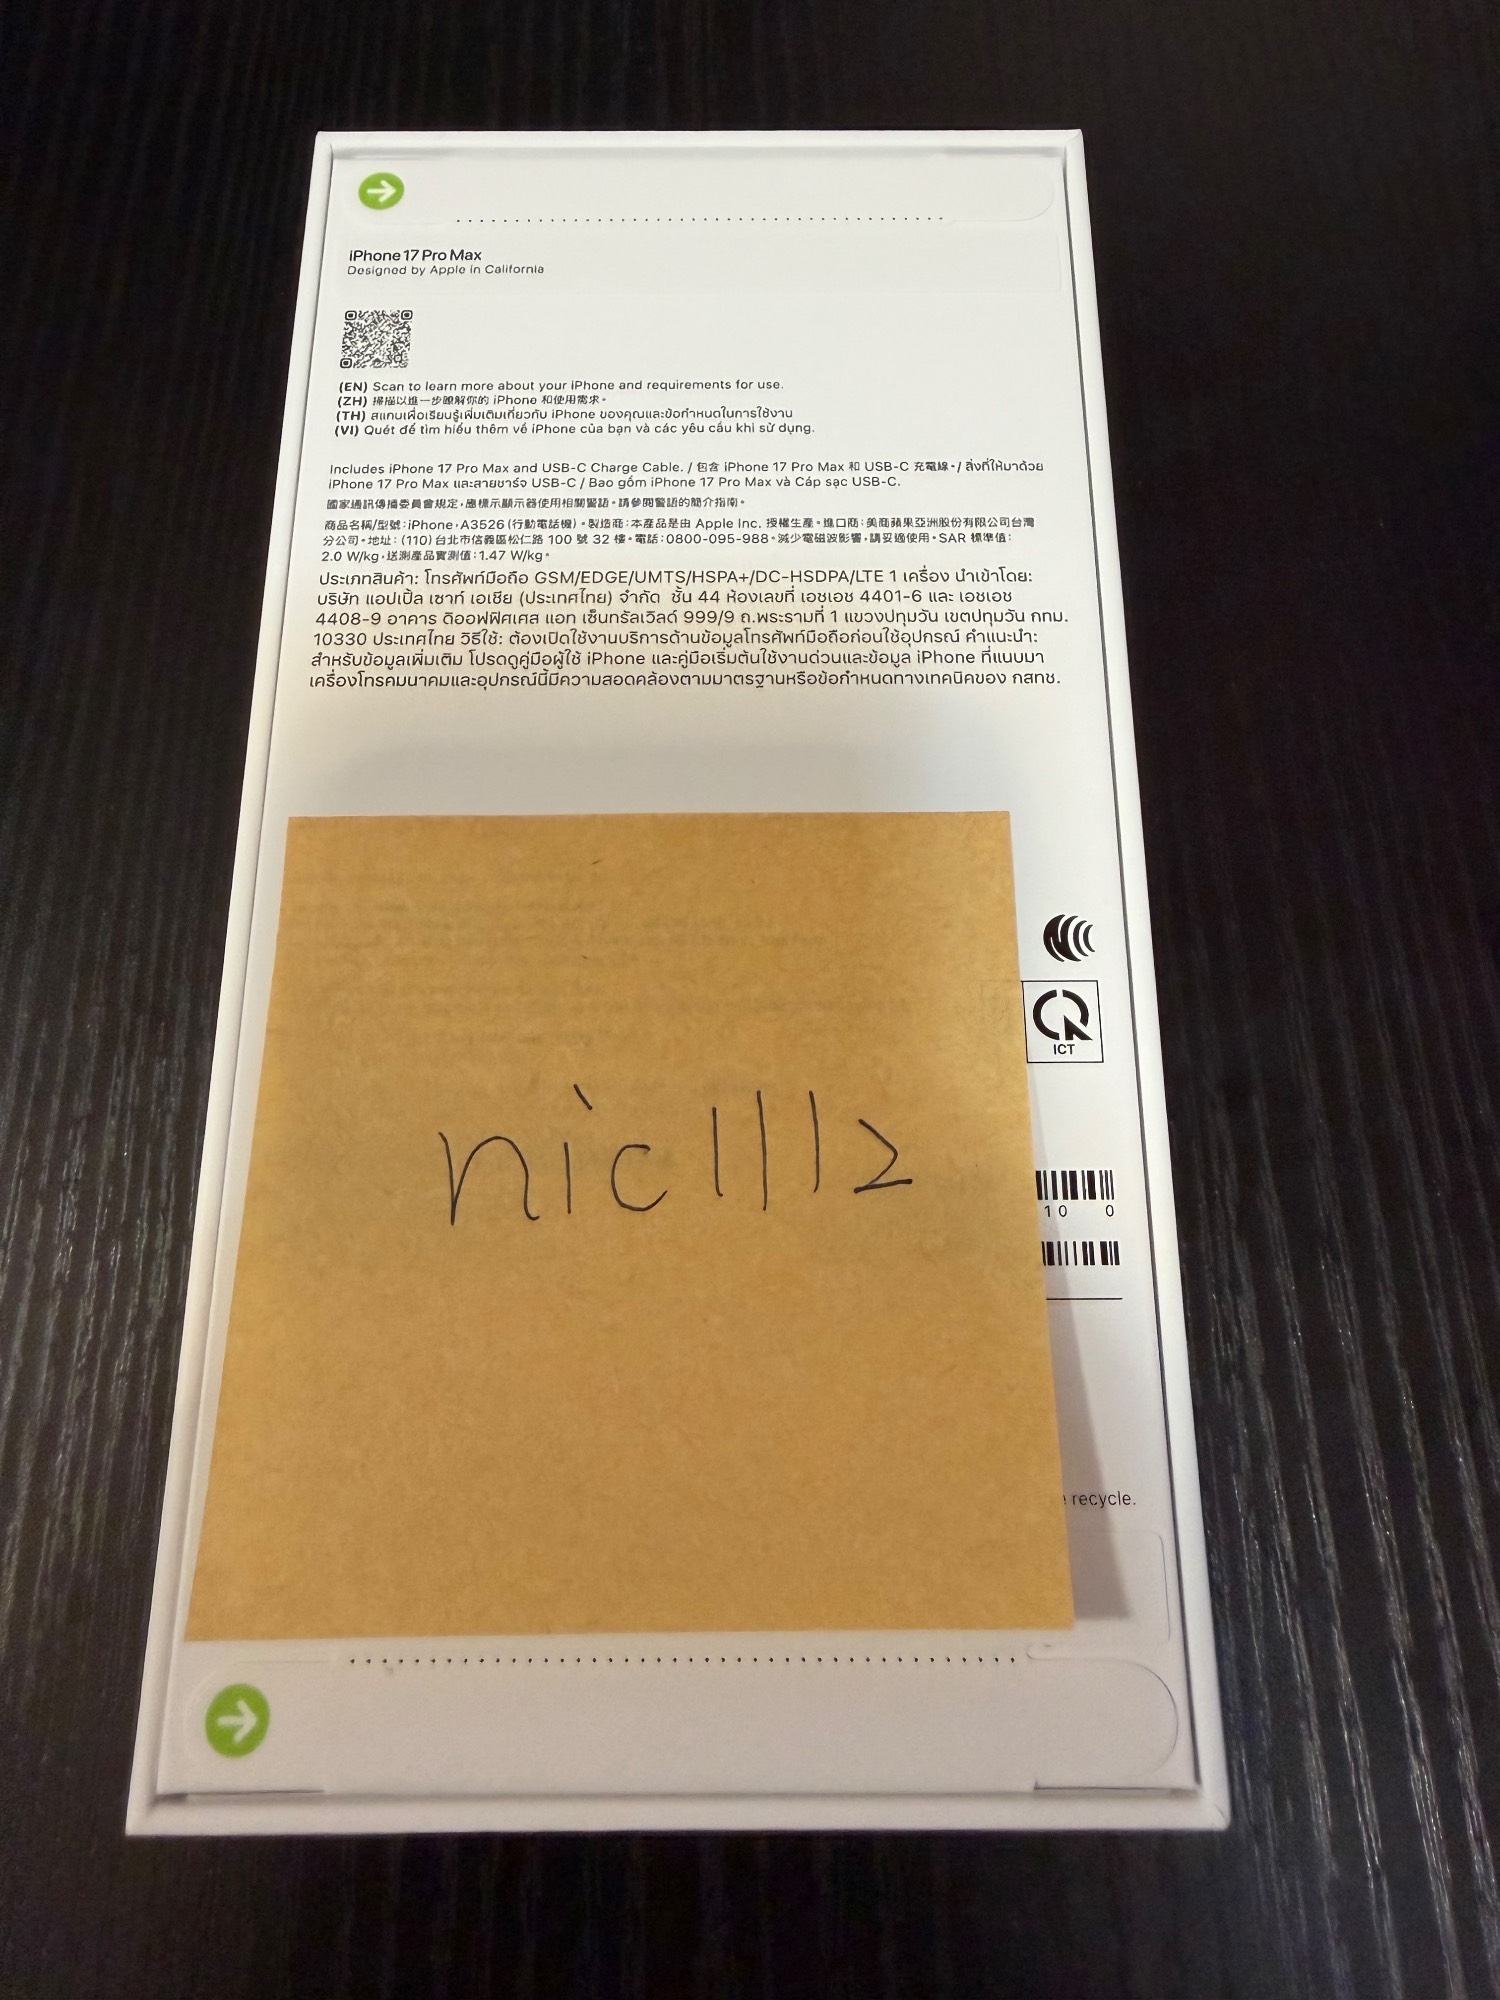 iPhone 17 Pro Max
Designed by Apple in California
(EN) Scan to learn more about your iPhone and requirements for use.
(ZH) 掃描以進一步瞭解你的 iPhone 和使用需求。
(TH) สแกนเพื่อเรียนรู้เพิ่มเติมเกี่ยวกับ iPhone ของคุณและข้อกำหนดในการใช้งาน
(VI) Quét để tìm hiểu thêm về iPhone của bạn và các yêu cầu khi sử dụng.
Includes iPhone 17 Pro Max and USB-C Charge Cable. / 包含 iPhone 17 Pro Max 和 USB-C 充電線。/ สิ่งที่ให้มาด้วย
iPhone 17 Pro Max และสายชาร์จ USB-C / Bao gồm iPhone 17 Pro Max và Cáp sạc USB-C.
國家通訊傳播委員會規定，應標示顯示器使用相關警語。請參閱警語的簡介指南。
商品名稱/型號：iPhone，A3526 (行動電話機)。製造商：本產品是由 Apple Inc. 授權生產。進口商：美商蘋果亞洲股份有限公司台灣
分公司。地址：(110) 台北市信義區松仁路 100 號 32 樓。電話：0800-095-988。減少電磁波影響，請妥適使用。SAR 標準值：
2.0 W/kg，送測產品實測值：1.47 W/kg。
ประเภทสินค้า: โทรศัพท์มือถือ GSM/EDGE/UMTS/HSPA+/DC-HSDPA/LTE 1 เครื่อง นำเข้าโดย:
บริษัท แอปเปิ้ล เซาท์ เอเชีย (ประเทศไทย) จำกัด ชั้น 44 ห้องเลขที่ เอชเอช 4401-6 และ เอชเอช
4408-9 อาคาร ดิออฟฟิศเศส แอท เซ็นทรัลเวิลด์ 999/9 ถ.พระรามที่ 1 แขวงปทุมวัน เขตปทุมวัน กทม.
10330 ประเทศไทย วิธีใช้: ต้องเปิดใช้งานบริการด้านข้อมูลโทรศัพท์มือถือก่อนใช้อุปกรณ์ คำแนะนำ:
สำหรับข้อมูลเพิ่มเติม โปรดดูคู่มือผู้ใช้ iPhone และคู่มือเริ่มต้นใช้งานด่วนและข้อมูล iPhone ที่แนบมา
เครื่องโทรคมนาคมและอุปกรณ์นี้มีความสอดคล้องตามมาตรฐานหรือข้อกำหนดทางเทคนิคของ กสทช.
ICT
nic1112
10 0
recycle.